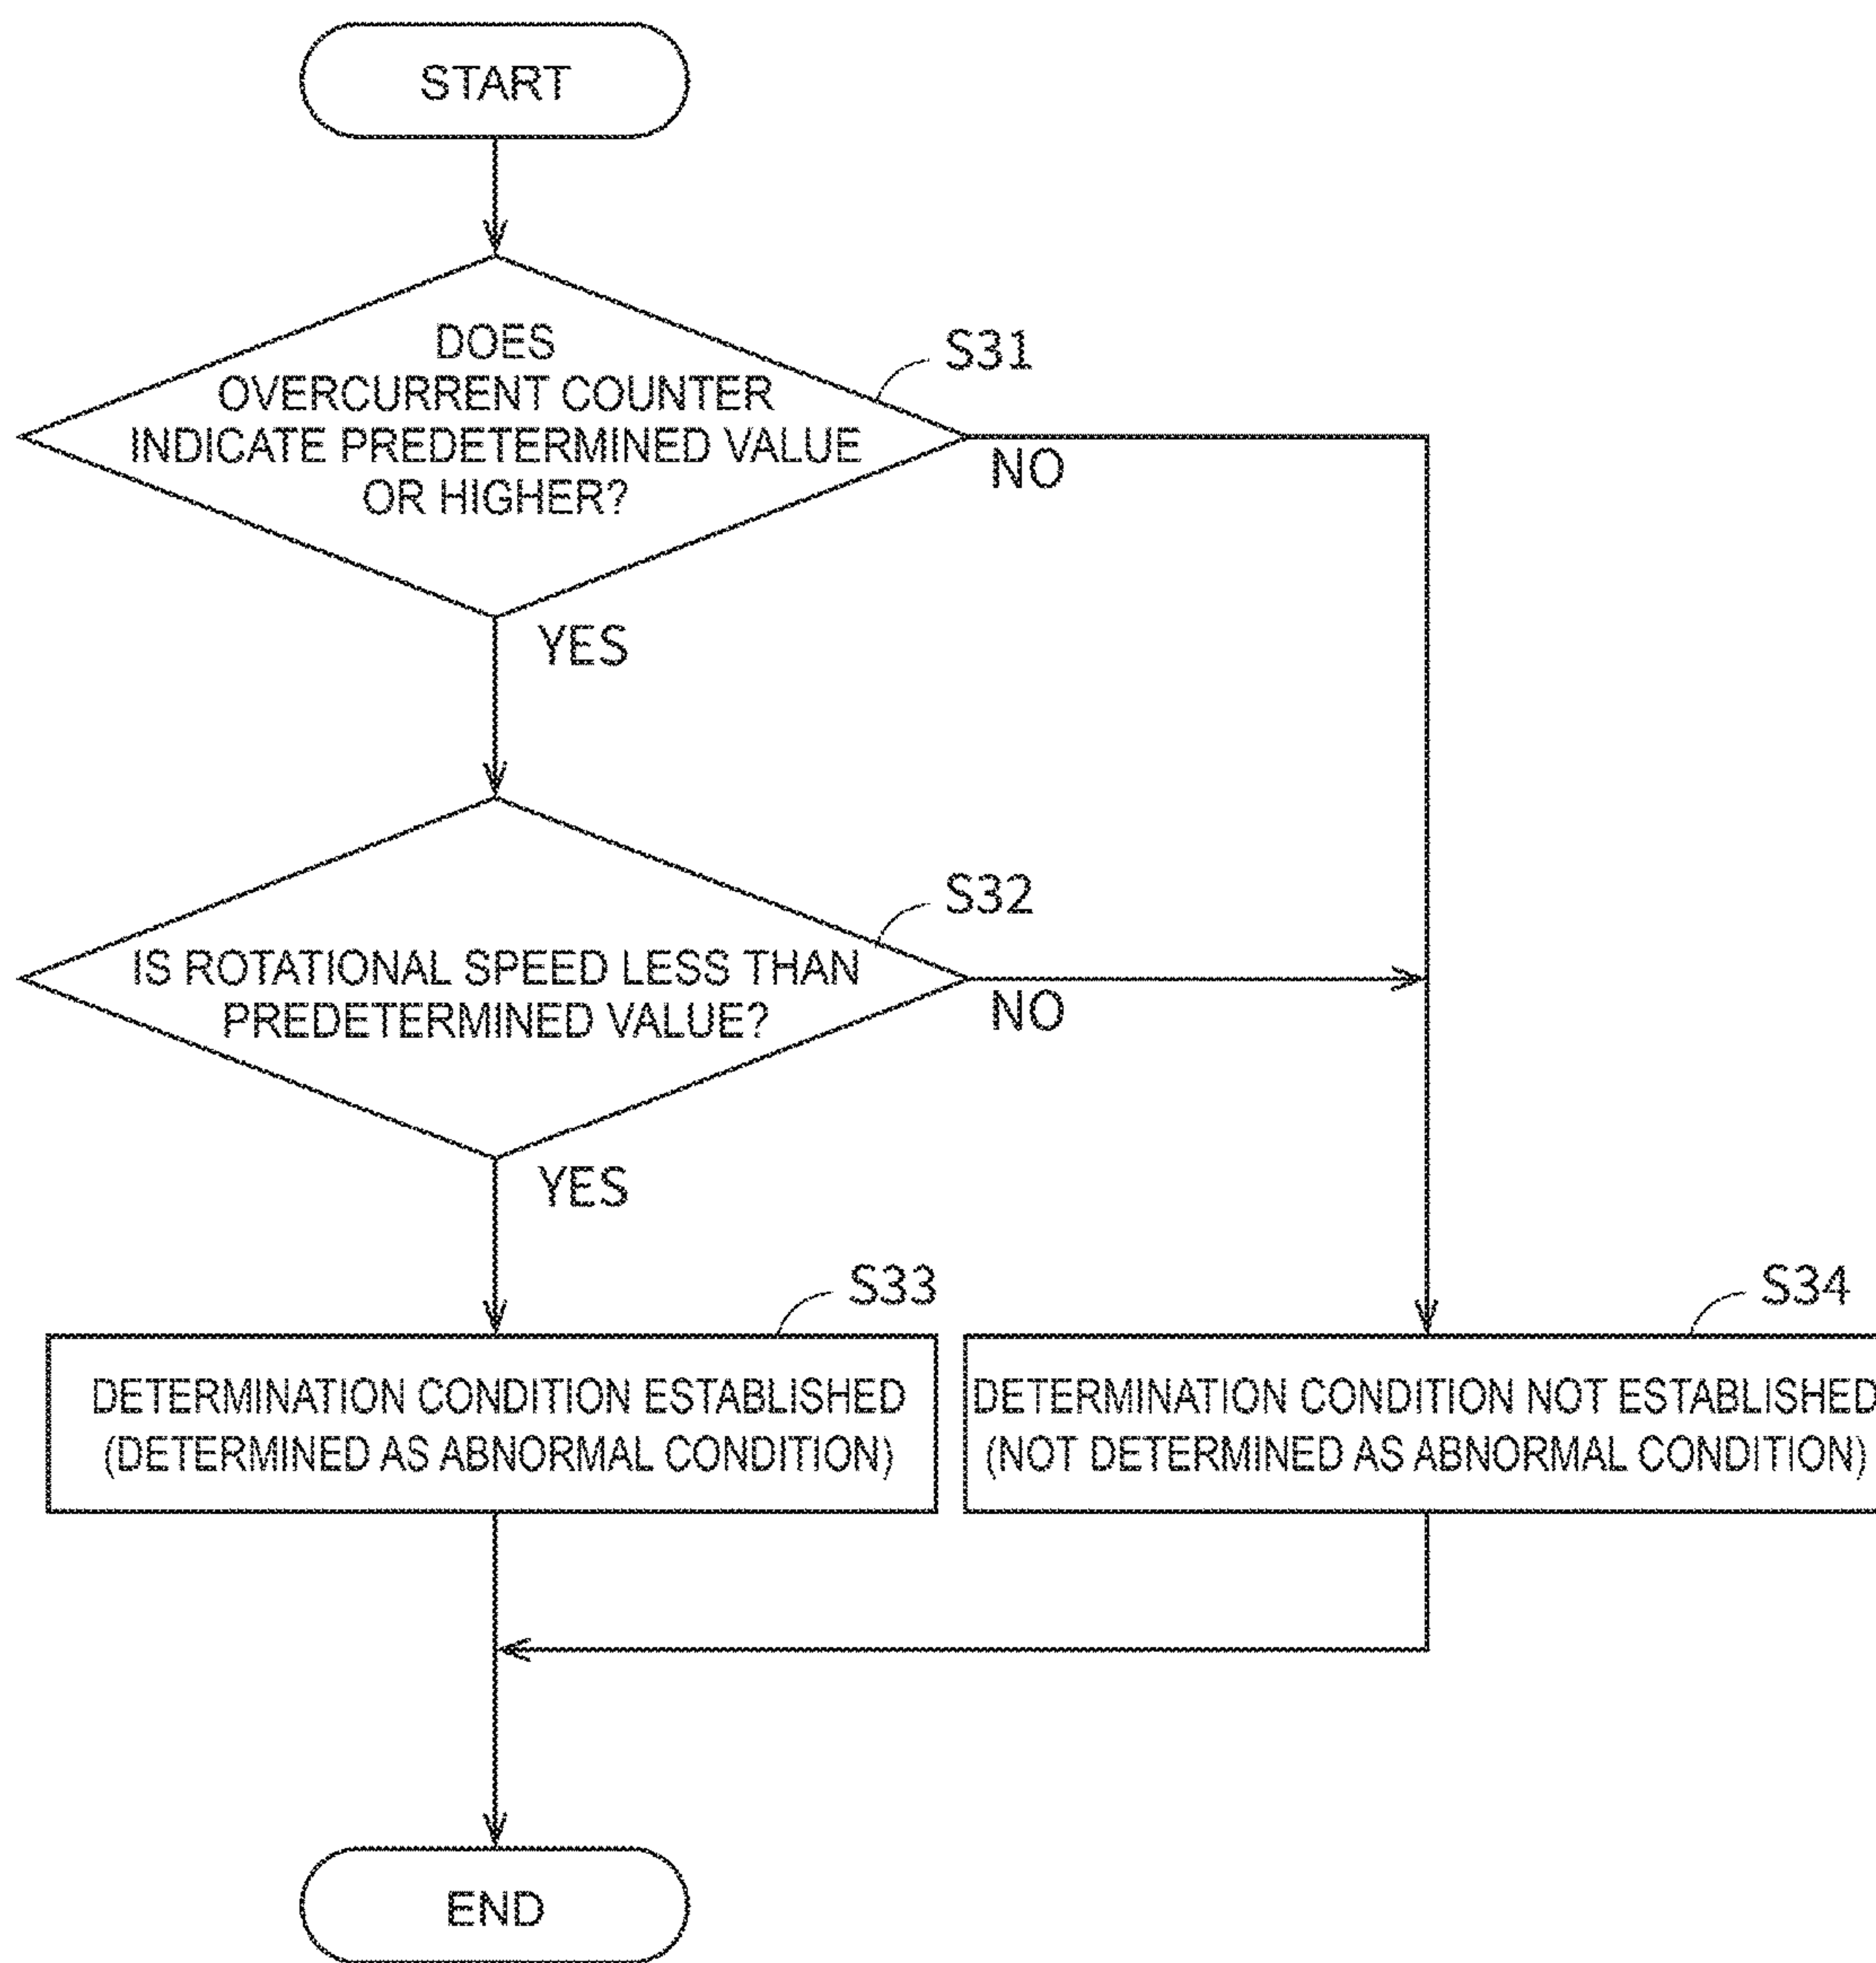 START
DOES
OVERCURRENT COUNTER
INDICATE PREDETERMINED VALUE
OR HIGHER?
S31
NO
YES
IS ROTATIONAL SPEED LESS THAN
PREDETERMINED VALUE?
S32
NO
YES
S33
DETERMINATION CONDITION ESTABLISHED
(DETERMINED AS ABNORMAL CONDITION)
S34
DETERMINATION CONDITION NOT ESTABLISHED
(NOT DETERMINED AS ABNORMAL CONDITION)
END